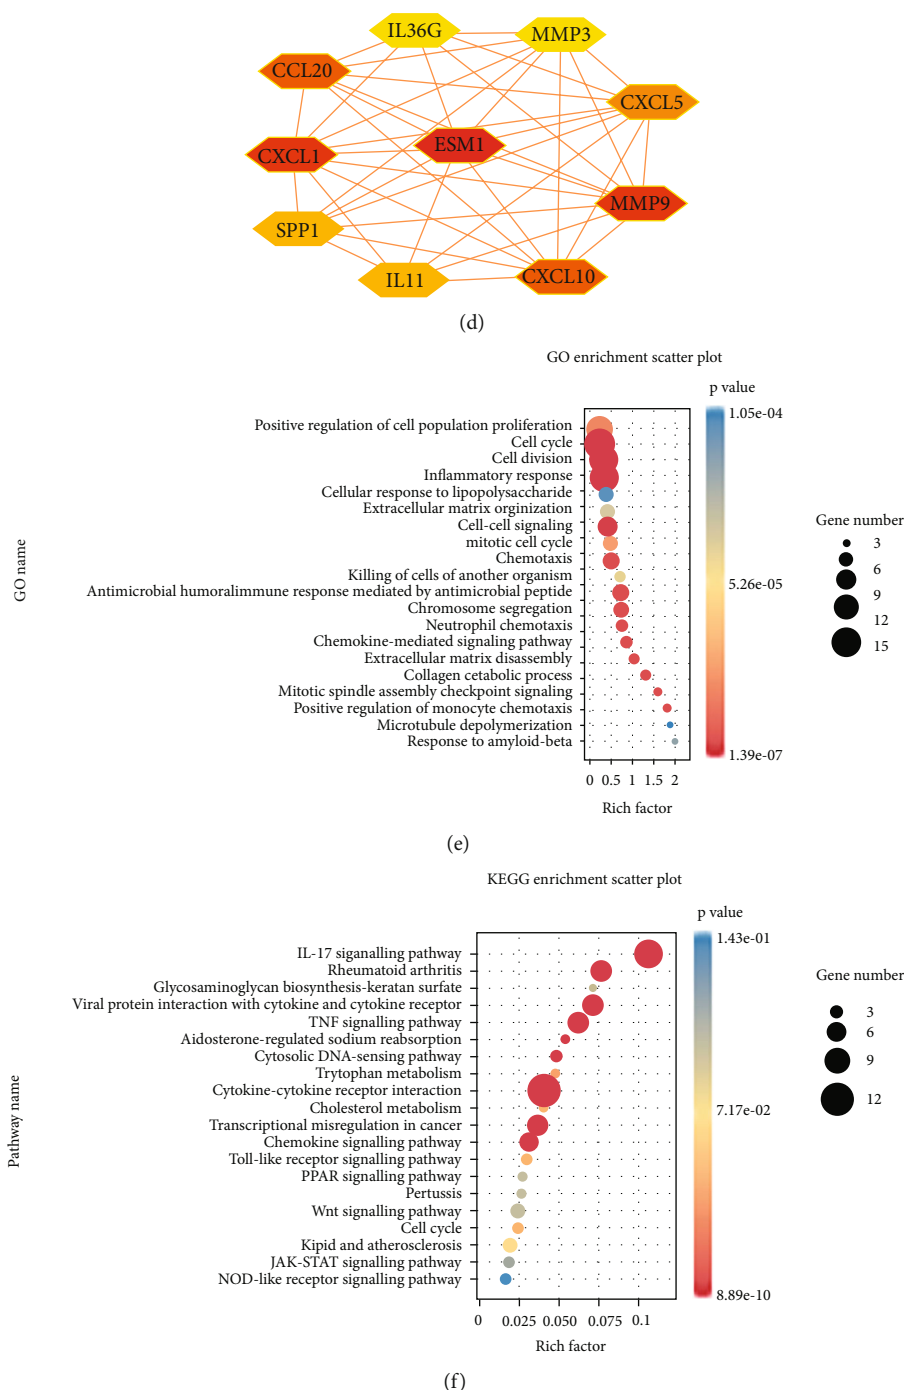 IL36G
MMP3
CCL20
CXCL5
CXCL1
ESM1
MMP9
SPP1
IL11
CXCL10
(d)
GO enrichment scatter plot
p value
1.05e-04
5.26e-05
1.39e-07
GO name
Positive regulation of cell population proliferation
Cell cycle
Cell division
Inflammatory response
Cellular response to lipopolysaccharide
Extracellular matrix orginization
Cell-cell signaling
mitotic cell cycle
Chemotaxis
Killing of cells of another organism
Antimicrobial humoralimmune response mediated by antimicrobial peptide
Chromosome segregation
Neutrophil chemotaxis
Chemokine-mediated signaling pathway
Extracellular matrix disassembly
Collagen cetabolic process
Mitotic spindle assembly checkpoint signaling
Positive regulation of monocyte chemotaxis
Microtubule depolymerization
Response to amyloid-beta
0 0.5 1 1.5 2
Rich factor
Gene number
3
6
9
12
15
(e)
KEGG enrichment scatter plot
p value
1.43e-01
7.17e-02
8.89e-10
Pathway name
IL-17 siganalling pathway
Rheumatoid arthritis
Glycosaminoglycan biosynthesis-keratan surfate
Viral protein interaction with cytokine and cytokine receptor
TNF signalling pathway
Aidosterone-regulated sodium reabsorption
Cytosolic DNA-sensing pathway
Trytophan metabolism
Cytokine-cytokine receptor interaction
Cholesterol metabolism
Transcriptional misregulation in cancer
Chemokine signalling pathway
Toll-like receptor signalling pathway
PPAR signalling pathway
Pertussis
Wnt signalling pathway
Cell cycle
Kipid and atherosclerosis
JAK-STAT signalling pathway
NOD-like receptor signalling pathway
0 0.025 0.050 0.075 0.1
Rich factor
Gene number
3
6
9
12
(f)